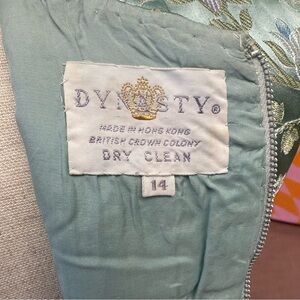 DYNASTY®
MADE IN HONG KONG
BRITISH CROWN COLONY
DRY CLEAN
14